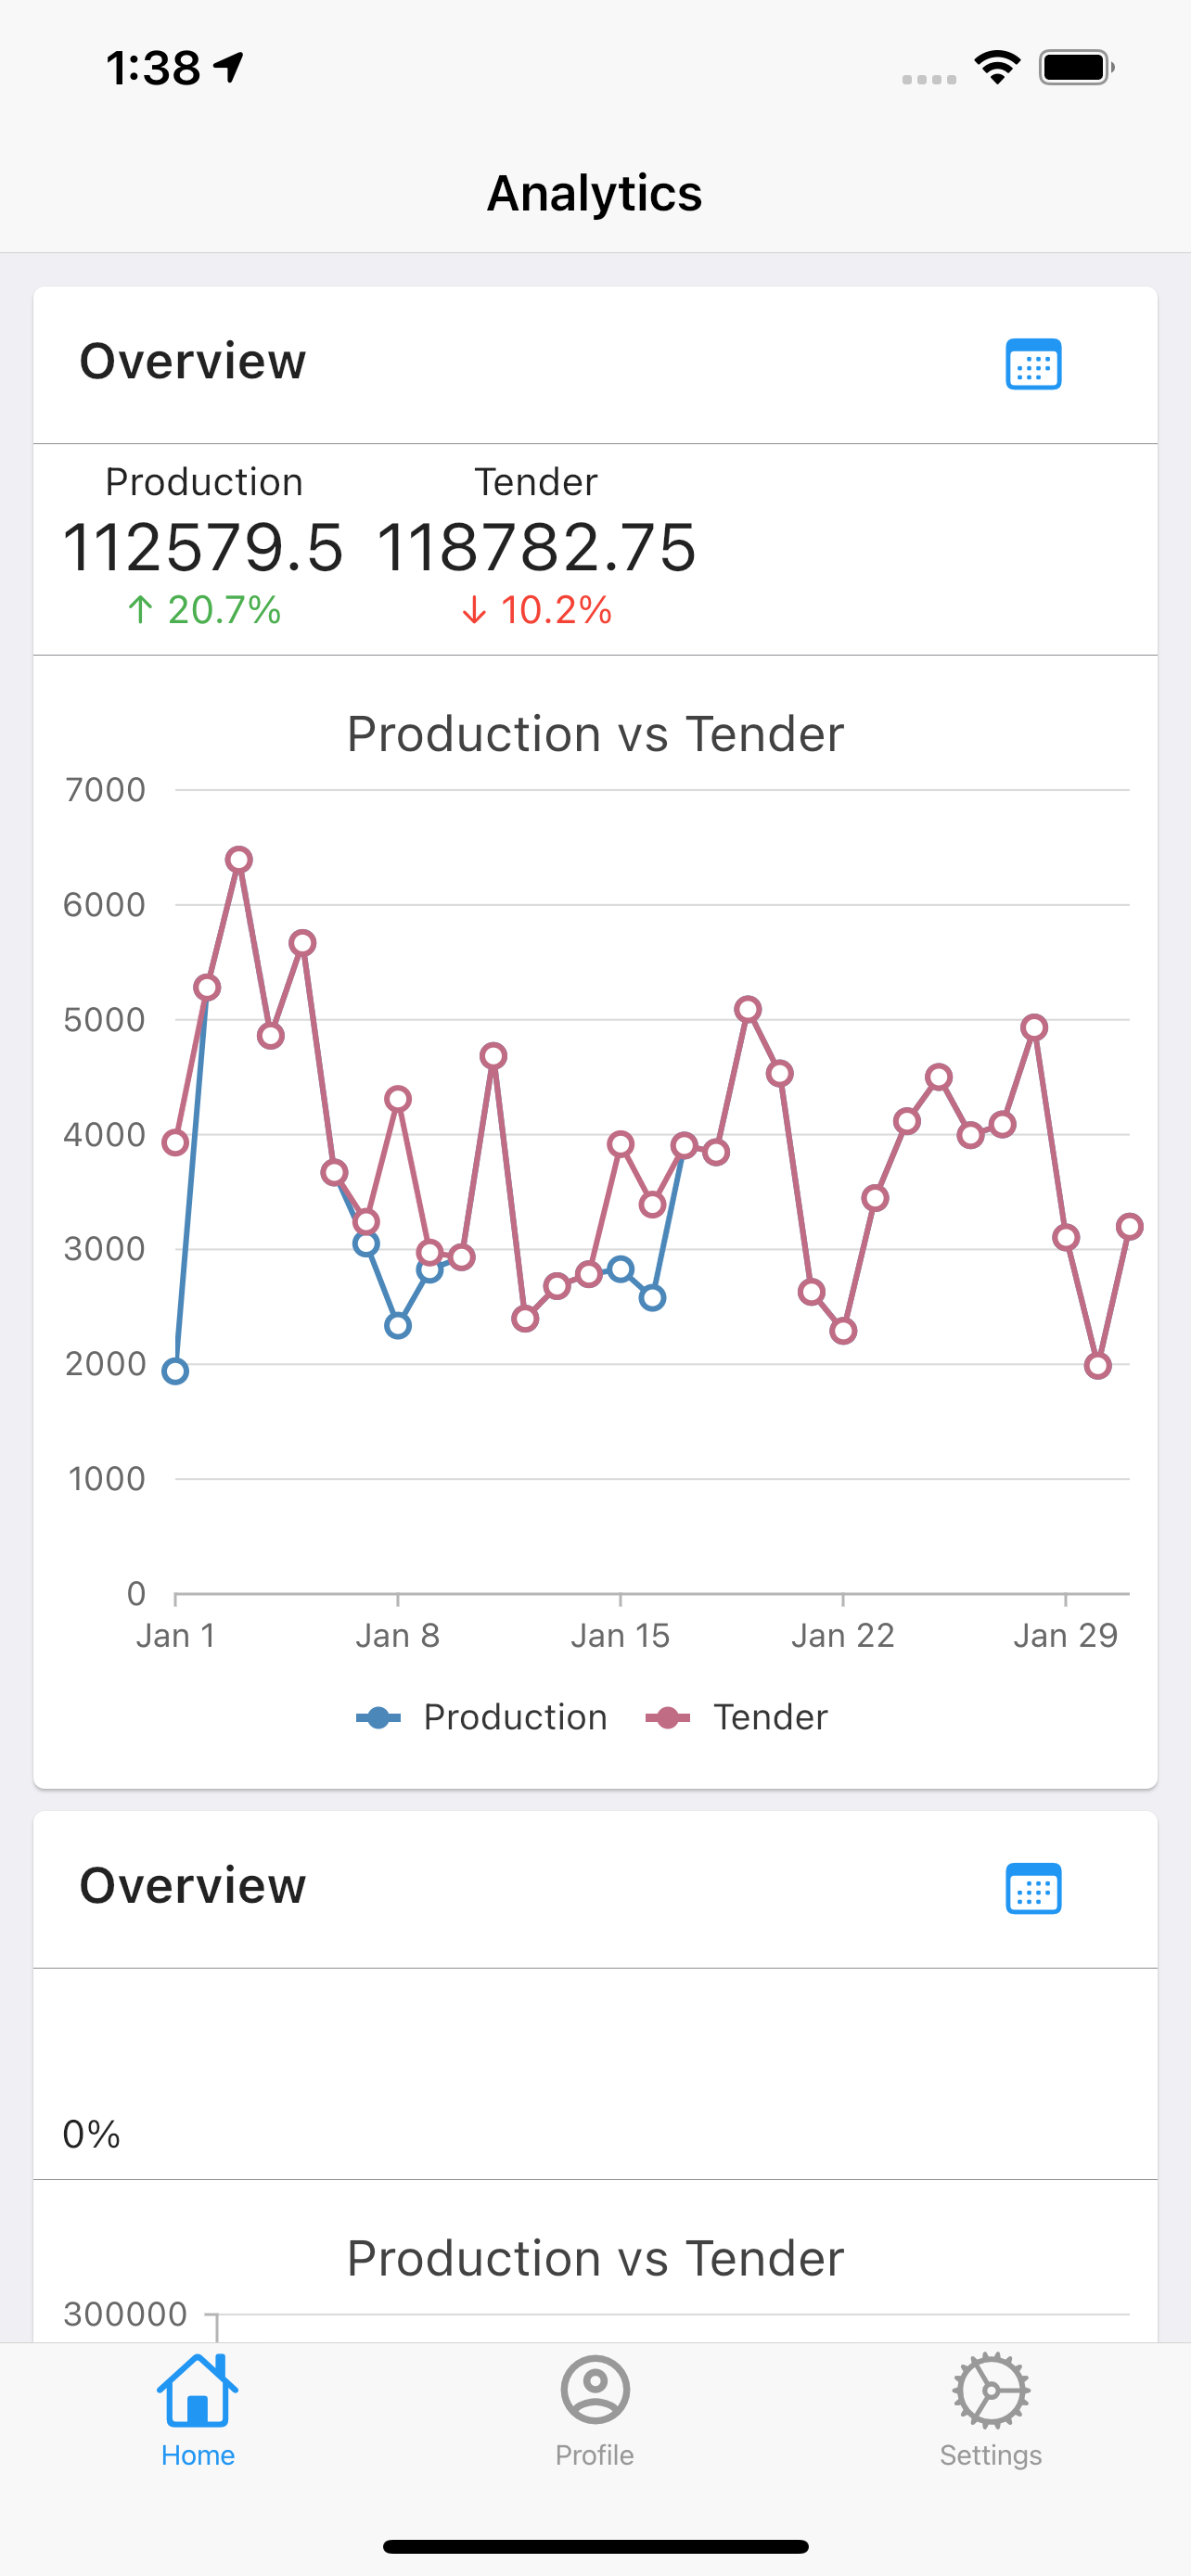 1:38
Analytics
Overview
Production Tender
112579.5 118782.75
↑ 20.7% ↓ 10.2%
Production vs Tender
7000
6000
5000
4000
3000
2000
1000
0
Jan 1 Jan 8 Jan 15 Jan 22 Jan 29
Production Tender
Overview
0%
Production vs Tender
300000
Home Profile Settings